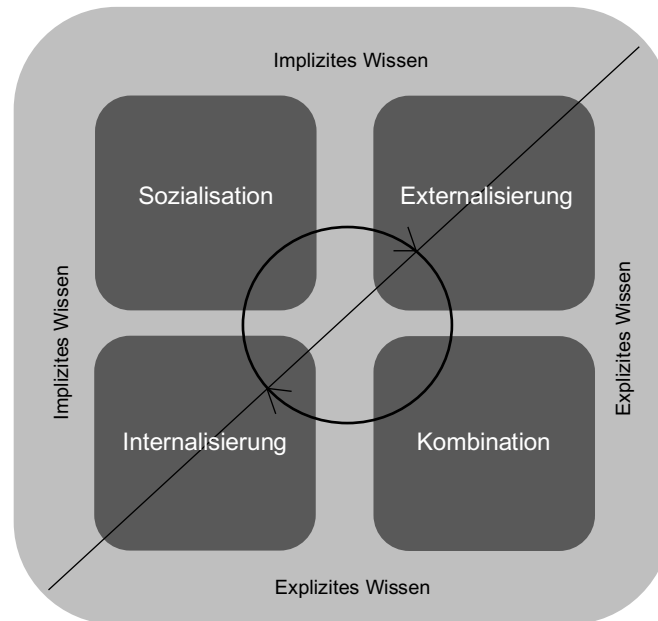 Implizites Wissen
Sozialisation
Externalisierung
Implizites Wissen
Explizites Wissen
Internalisierung
Kombination
Explizites Wissen